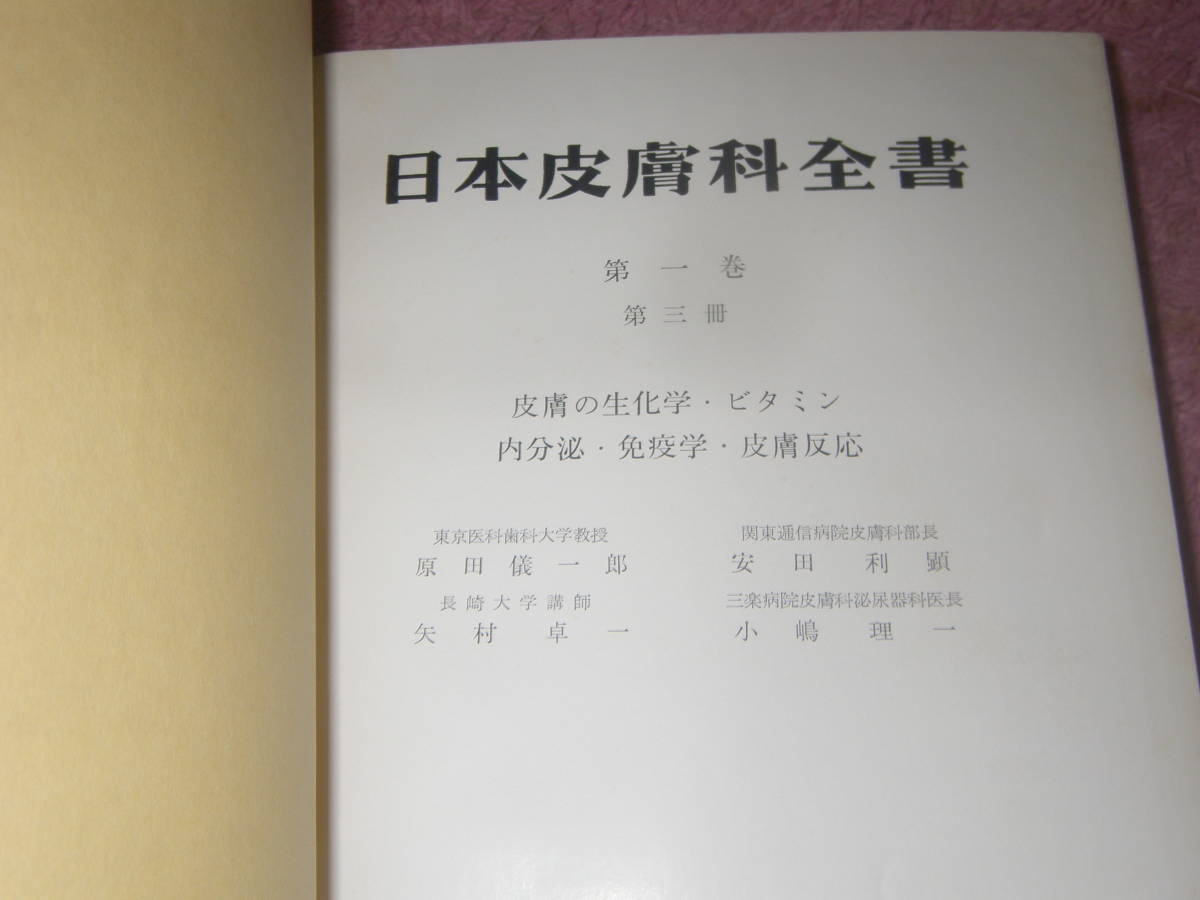 日本皮膚科全書
第一巻
第三冊
皮膚の生化学・ビタミン
内分泌・免疫学・皮膚反応
東京医科歯科大学教授
原田儀一郎
長崎大学講師
矢村卓一
関東逓信病院皮膚科部長
安田利顕
三楽病院皮膚科泌尿器科医長
小嶋理一